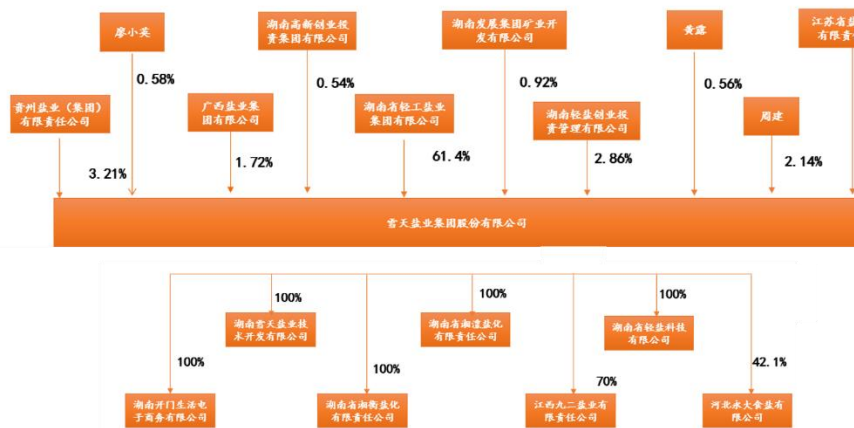 廖小英
湖南高新创业投
资集团有限公司
湖南发展集团矿业开
发有限公司
黄露
江苏省盐
有限责
0.58%
0.54%
0.92%
0.56%
贵州盐业（集团）
有限责任公司
广西盐业集
团有限公司
湖南省轻工盐业
集团有限公司
湖南轻盐创业投
资管理有限公司
周建
3.21%
1.72%
61.4%
2.86%
2.14%
雪天盐业集团股份有限公司
100%
100%
100%
湖南雪天盐业技
术开发有限公司
湖南省湘澧盐化
有限责任公司
湖南省轻盐科技
有限公司
100%
100%
70%
42.1%
湖南开门生活电
子商务有限公司
湖南省湘衡盐化
有限责任公司
江西九二盐业有
限责任公司
河北永大食盐有
限公司